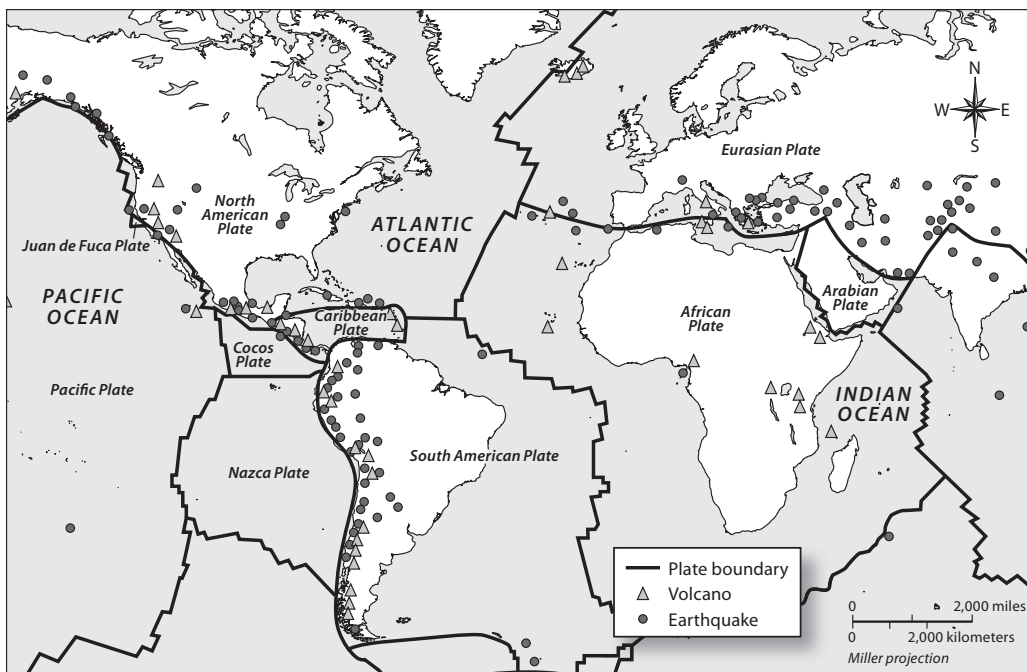 N
W
E
S
Eurasian Plate
North
American
Plate
ATLANTIC
OCEAN
Juan de Fuca Plate
PACIFIC
OCEAN
Caribbean
Plate
Arabian
Plate
African
Plate
Cocos
Plate
Pacific Plate
INDIAN
OCEAN
South American Plate
Nazca Plate
Plate boundary
Volcano
Earthquake
0 2,000 miles
0 2,000 kilometers
Miller projection